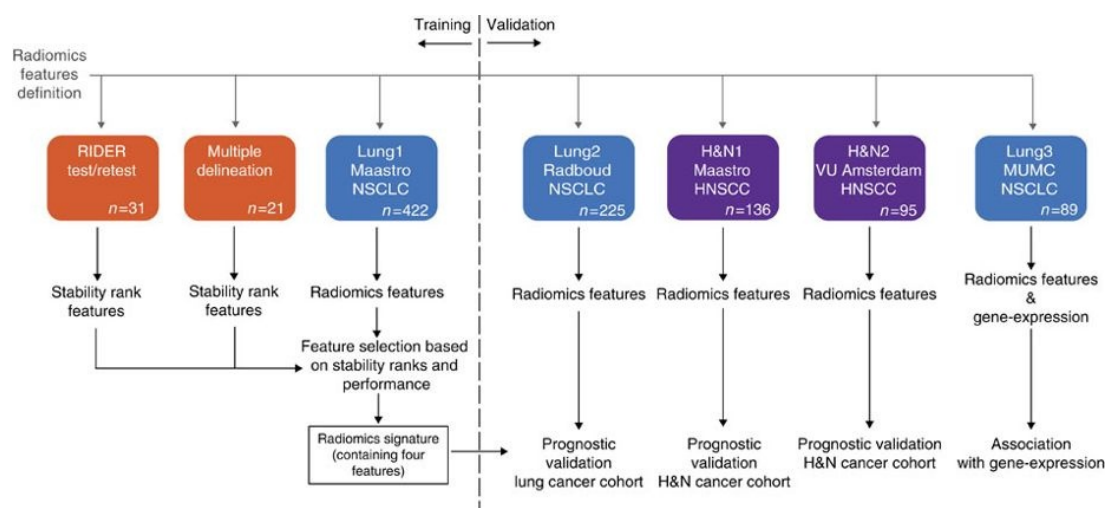 Training
Validation
Radiomics
features
definition
RIDER
test/retest
n=31
Multiple
delineation
n=21
Lung1
Maastro
NSCLC
n=422
Lung2
Radboud
NSCLC
n=225
H&N1
Maastro
HNSCC
n=136
H&N2
VU Amsterdam
HNSCC
n=95
Lung3
MUMC
NSCLC
n=89
Stability rank
features
Stability rank
features
Radiomics features
Radiomics features
Radiomics features
Radiomics features
Radiomics features
&
gene-expression
Feature selection based
on stability ranks and
performance
Radiomics signature
(containing four
features)
Prognostic
validation
lung cancer cohort
Prognostic
validation
H&N cancer cohort
Prognostic validation
H&N cancer cohort
Association
with gene-expression